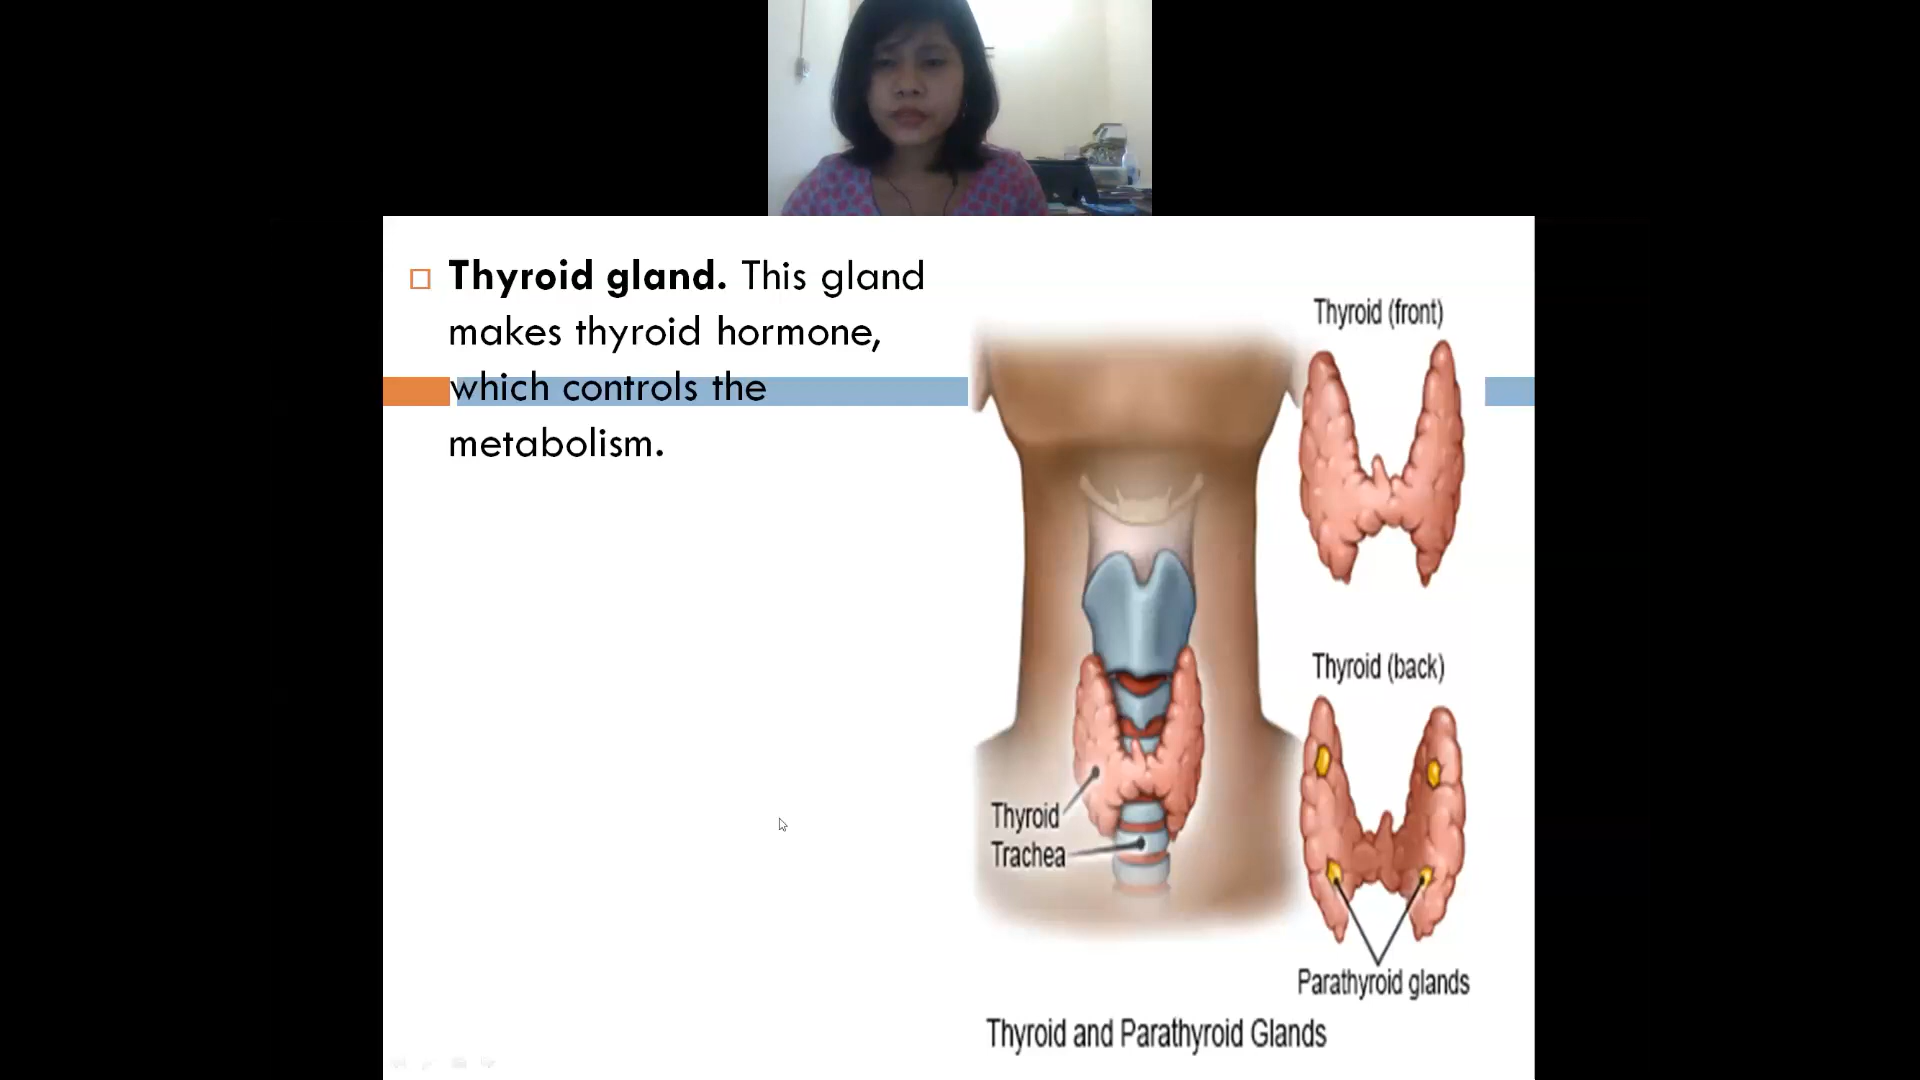 Thyroid gland. This gland
makes thyroid hormone,
which controls the
metabolism.
Thyroid (front)
Thyroid (back)
Thyroid
Trachea
Parathyroid glands
Thyroid and Parathyroid Glands